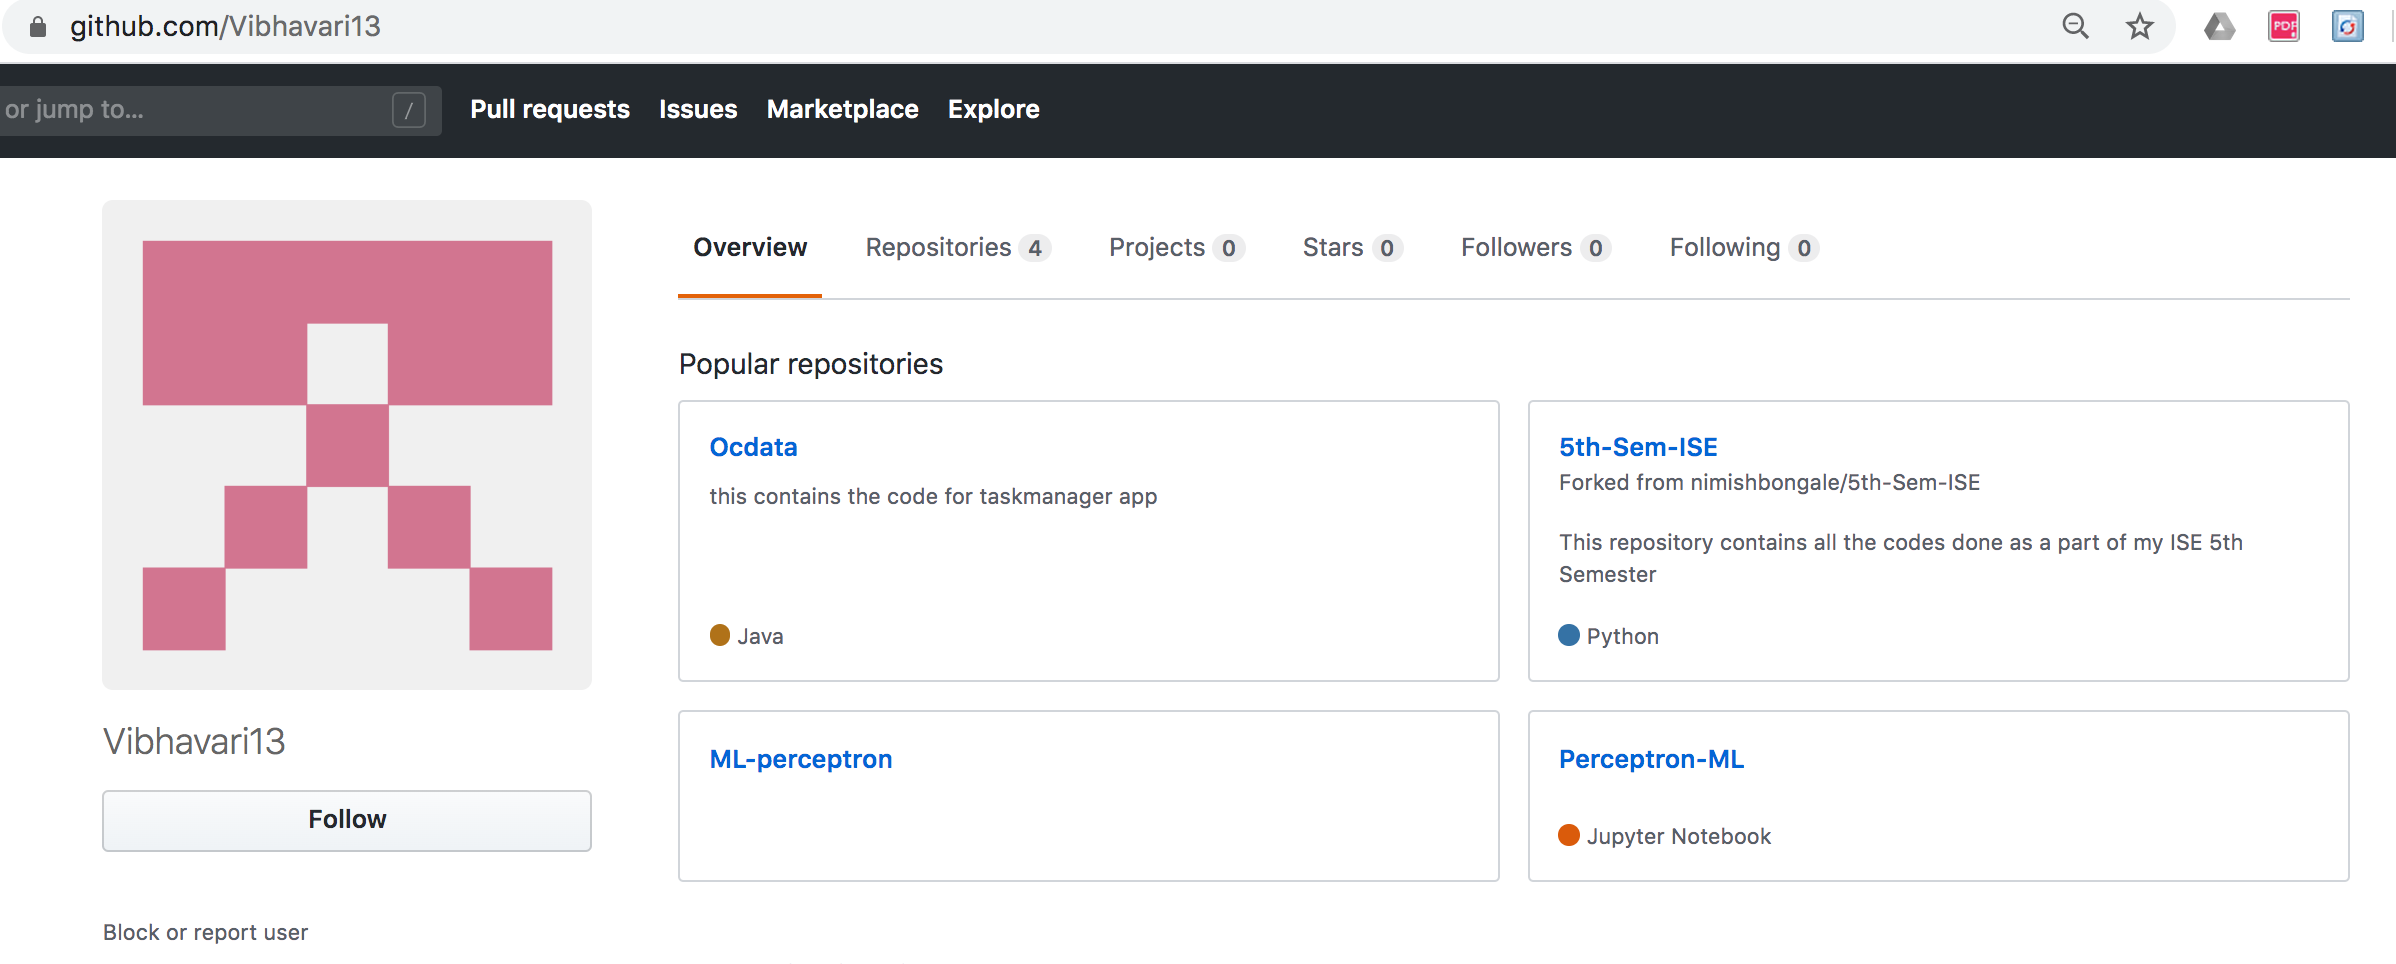 github.com/Vibhavari13
PDF
or jump to...
/
Pull requests Issues Marketplace Explore
Overview Repositories 4 Projects 0 Stars 0 Followers 0 Following 0
Popular repositories
Ocdata
this contains the code for taskmanager app
Java
5th-Sem-ISE
Forked from nimishbongale/5th-Sem-ISE
This repository contains all the codes done as a part of my ISE 5th
Semester
Python
ML-perceptron
Perceptron-ML
Jupyter Notebook
Vibhavari13
Follow
Block or report user